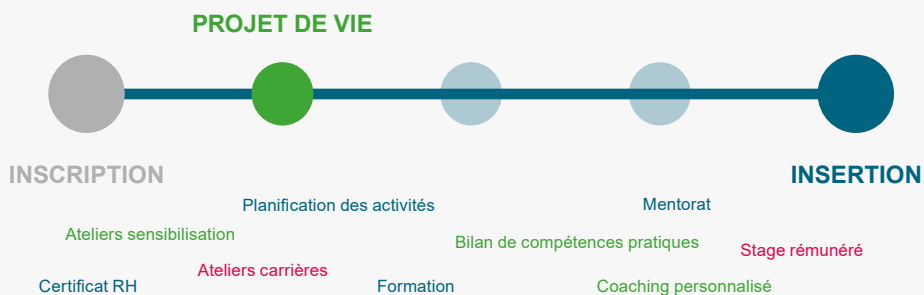 PROJET DE VIE
INSCRIPTION
INSERTION
Planification des activités
Mentorat
Ateliers sensibilisation
Bilan de compétences pratiques
Stage rémunéré
Ateliers carrières
Certificat RH
Formation
Coaching personnalisé